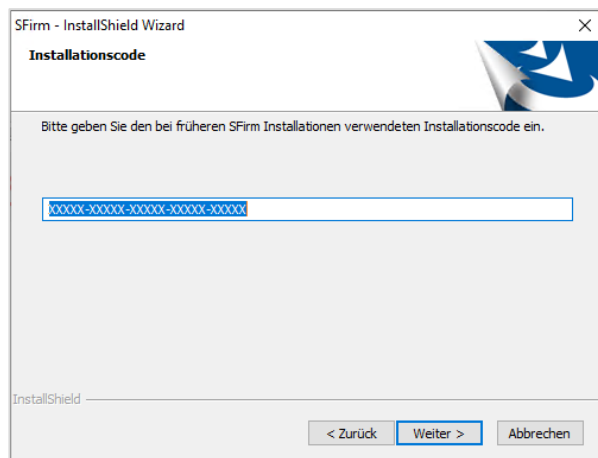 SFirm - InstallShield Wizard
Installationscode
Bitte geben Sie den bei früheren SFirm Installationen verwendeten Installationscode ein.
XXXXX-XXXXX-XXXXX-XXXXX-XXXXX
InstallShield
< Zurück Weiter > Abbrechen